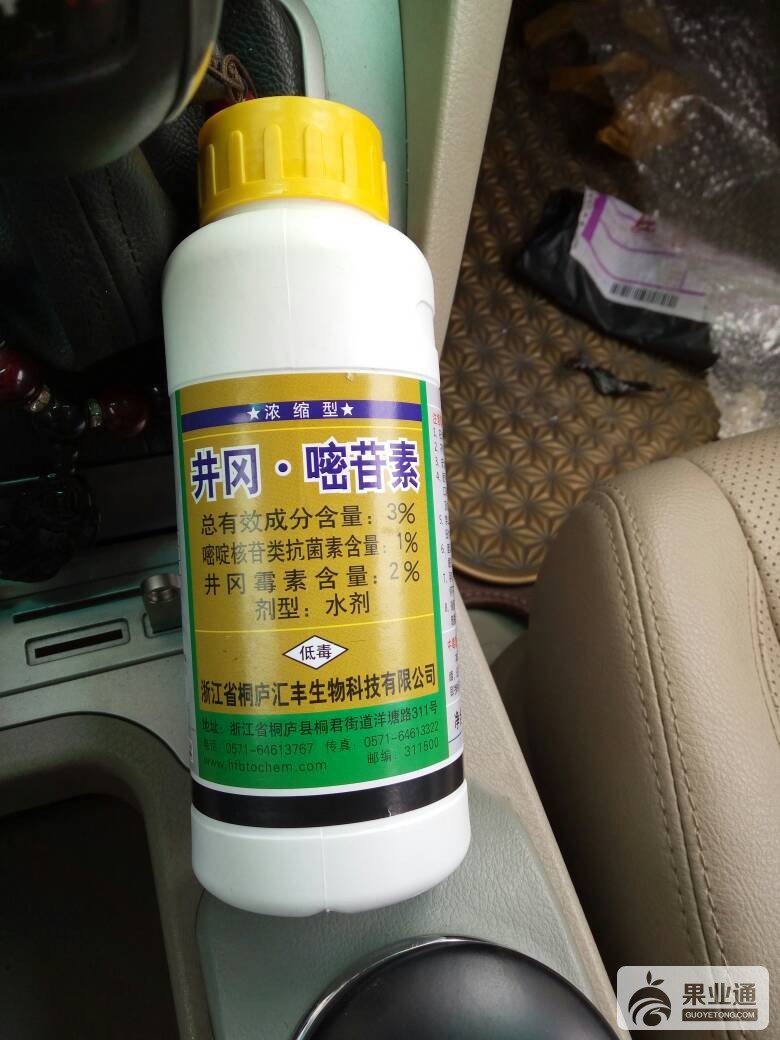 ★浓缩型★
井冈·嘧苷素
总有效成分含量：3%
嘧啶核苷类抗菌素含量：1%
井冈霉素含量：2%
剂型：水剂
低毒
浙江省桐庐汇丰生物科技有限公司
地址：浙江省桐庐县桐君街道洋塘路311号
电话：0571-64613767 传真：0571-64613322
www.hfbtochem.com 邮编：311500
果业通
GUOYETONG.COM